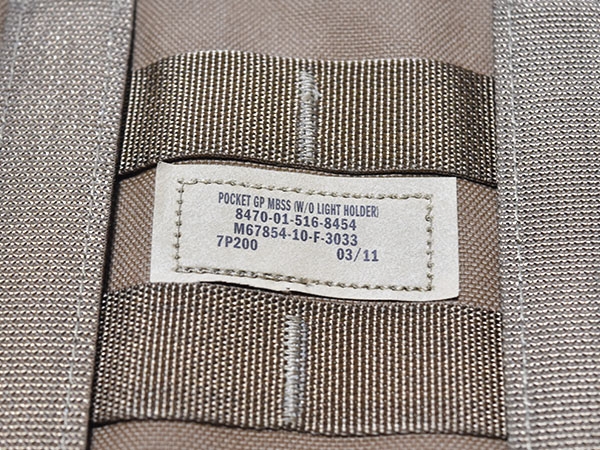 POCKET GP MBSS (W/O LIGHT HOLDER)
8470-01-516-8454
M67854-10-F-3033
7P200 03/11